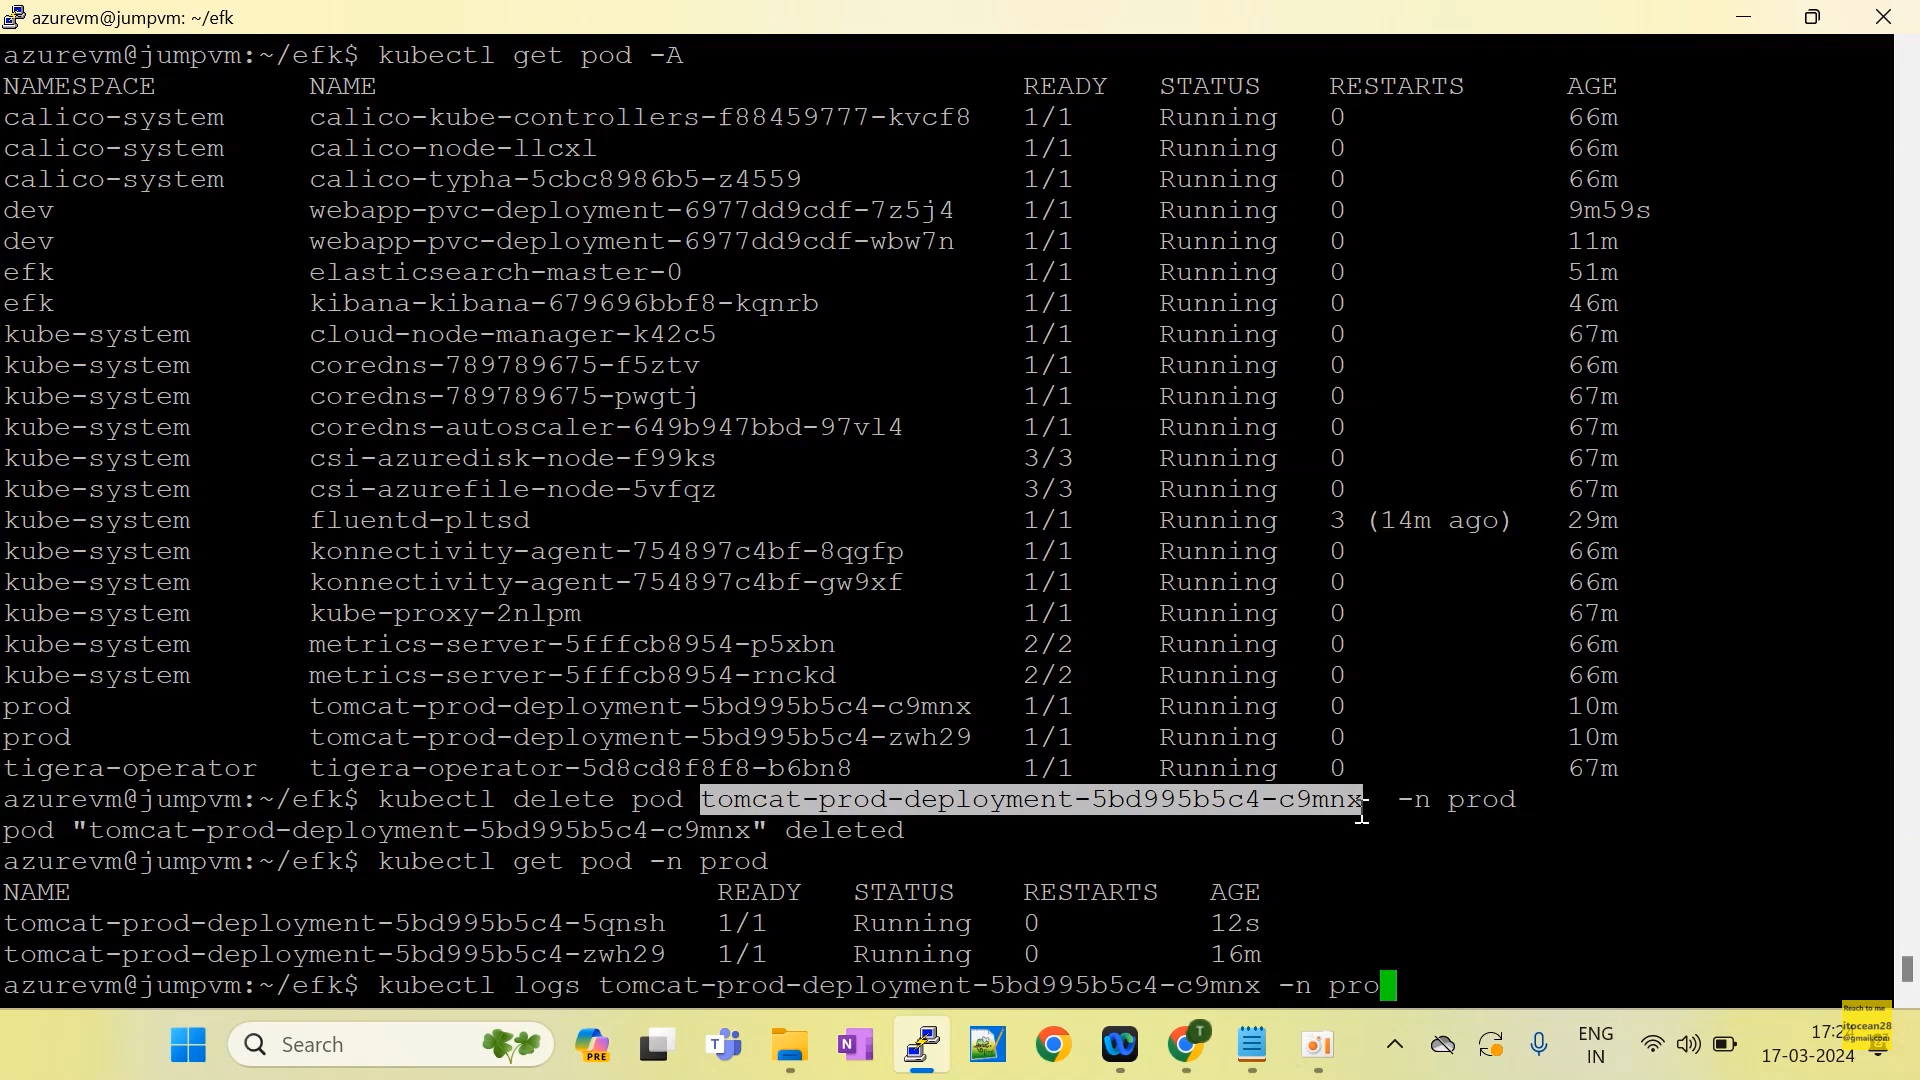 azurevm@jumpvm: ~/efk
azurevm@jumpvm:~/efk$ kubectl get pod -A
NAMESPACE NAME READY STATUS RESTARTS AGE
calico-system calico-kube-controllers-f88459777-kvcf8 1/1 Running 0 66m
calico-system calico-node-llcxl 1/1 Running 0 66m
calico-system calico-typha-5cbc8986b5-z4559 1/1 Running 0 66m
dev webapp-pvc-deployment-6977dd9cdf-7z5j4 1/1 Running 0 9m59s
dev webapp-pvc-deployment-6977dd9cdf-wbw7n 1/1 Running 0 11m
efk elasticsearch-master-0 1/1 Running 0 51m
efk kibana-kibana-679696bbf8-kqnrb 1/1 Running 0 46m
kube-system cloud-node-manager-k42c5 1/1 Running 0 67m
kube-system coredns-789789675-f5ztv 1/1 Running 0 66m
kube-system coredns-789789675-pwgtj 1/1 Running 0 67m
kube-system coredns-autoscaler-649b947bbd-97vl4 1/1 Running 0 67m
kube-system csi-azuredisk-node-f99ks 3/3 Running 0 67m
kube-system csi-azurefile-node-5vfqz 3/3 Running 0 67m
kube-system fluentd-pltsd 1/1 Running 3 (14m ago) 29m
kube-system konnectivity-agent-754897c4bf-8qgfp 1/1 Running 0 66m
kube-system konnectivity-agent-754897c4bf-gw9xf 1/1 Running 0 66m
kube-system kube-proxy-2nlpm 1/1 Running 0 67m
kube-system metrics-server-5fffcb8954-p5xbn 2/2 Running 0 66m
kube-system metrics-server-5fffcb8954-rnckd 2/2 Running 0 66m
prod tomcat-prod-deployment-5bd995b5c4-c9mnx 1/1 Running 0 10m
prod tomcat-prod-deployment-5bd995b5c4-zwh29 1/1 Running 0 10m
tigera-operator tigera-operator-5d8cd8f8f8-b6bn8 1/1 Running 0 67m
azurevm@jumpvm:~/efk$ kubectl delete pod tomcat-prod-deployment-5bd995b5c4-c9mnx -n prod
pod "tomcat-prod-deployment-5bd995b5c4-c9mnx" deleted
azurevm@jumpvm:~/efk$ kubectl get pod -n prod
NAME READY STATUS RESTARTS AGE
tomcat-prod-deployment-5bd995b5c4-5qnsh 1/1 Running 0 12s
tomcat-prod-deployment-5bd995b5c4-zwh29 1/1 Running 0 16m
azurevm@jumpvm:~/efk$ kubectl logs tomcat-prod-deployment-5bd995b5c4-c9mnx -n pro
Search
PRE
T
ENG
IN
17-03-2024
Reach to me
itocean28
@gmail.com